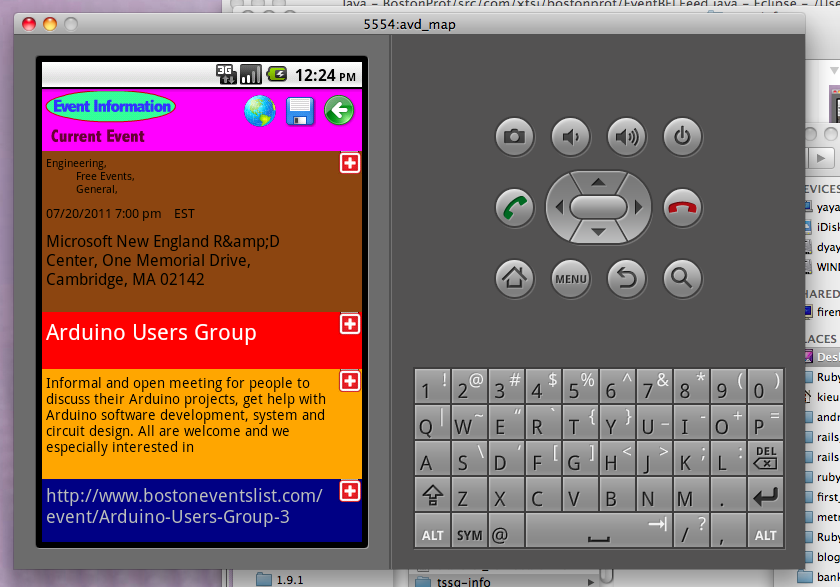 Java - BostonProf/src/com/xtsi/bostonprof/EventBELFeed.java - Eclipse - /Use
5554:avd_map
3G
12:24 PM
Event Information
Current Event
Engineering,
Free Events,
General,
07/20/2011 7:00 pm EST
Microsoft New England R&amp;D
Center, One Memorial Drive,
Cambridge, MA 02142
Arduino Users Group
Informal and open meeting for people to
discuss their Arduino projects, get help with
Arduino software development, system and
circuit design. All are welcome and we
especially interested in
http://www.bostoneventslist.com/
event/Arduino-Users-Group-3
MENU
1 ! 2 @ 3 # 4 $ 5 % 6 ^ 7 & 8 * 9 ( 0 )
Q | W ~ E " R ` T { Y } U _ I - O + P =
A S \ D ' F [ G ] H < J > K ; L : DEL
Z X C V B N M .
ALT SYM @ / ? , ALT
EVICES
yaya
iDisk
dyay
WIND
HARED
firen
LACES
Desk
Ruby
kieu
andr
rails
rails
ruby
first_
metr
Ruby
blog
bank
1.9.1
tssg-info